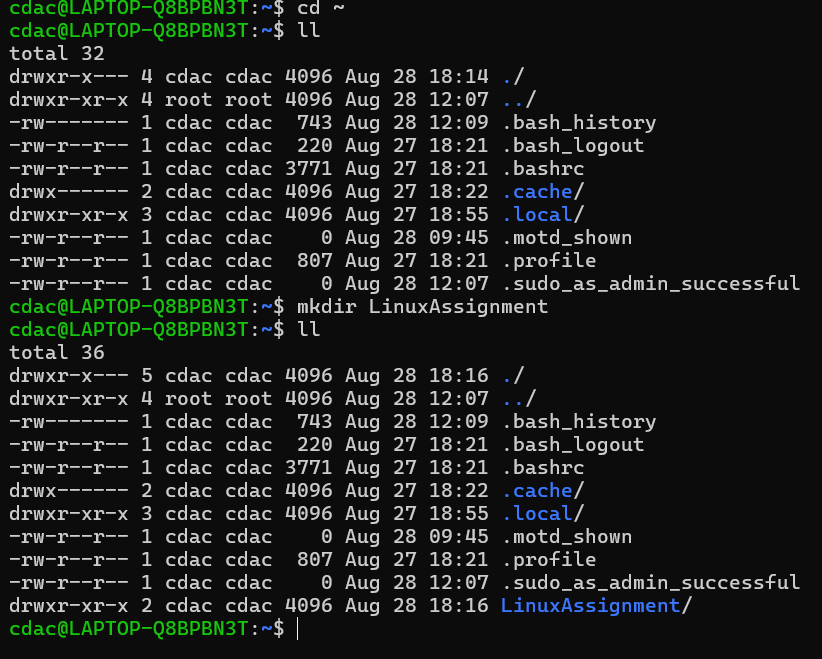 cdac@LAPTOP-Q8BPBN3T:~$ cd ~
cdac@LAPTOP-Q8BPBN3T:~$ ll
total 32
drwxr-x--- 4 cdac cdac 4096 Aug 28 18:14 ./
drwxr-xr-x 4 root root 4096 Aug 28 12:07 ../
-rw------- 1 cdac cdac  743 Aug 28 12:09 .bash_history
-rw-r--r-- 1 cdac cdac  220 Aug 27 18:21 .bash_logout
-rw-r--r-- 1 cdac cdac 3771 Aug 27 18:21 .bashrc
drwx------ 2 cdac cdac 4096 Aug 27 18:22 .cache/
drwxr-xr-x 3 cdac cdac 4096 Aug 27 18:55 .local/
-rw-r--r-- 1 cdac cdac    0 Aug 28 09:45 .motd_shown
-rw-r--r-- 1 cdac cdac  807 Aug 27 18:21 .profile
-rw-r--r-- 1 cdac cdac    0 Aug 28 12:07 .sudo_as_admin_successful
cdac@LAPTOP-Q8BPBN3T:~$ mkdir LinuxAssignment
cdac@LAPTOP-Q8BPBN3T:~$ ll
total 36
drwxr-x--- 5 cdac cdac 4096 Aug 28 18:16 ./
drwxr-xr-x 4 root root 4096 Aug 28 12:07 ../
-rw------- 1 cdac cdac  743 Aug 28 12:09 .bash_history
-rw-r--r-- 1 cdac cdac  220 Aug 27 18:21 .bash_logout
-rw-r--r-- 1 cdac cdac 3771 Aug 27 18:21 .bashrc
drwx------ 2 cdac cdac 4096 Aug 27 18:22 .cache/
drwxr-xr-x 3 cdac cdac 4096 Aug 27 18:55 .local/
-rw-r--r-- 1 cdac cdac    0 Aug 28 09:45 .motd_shown
-rw-r--r-- 1 cdac cdac  807 Aug 27 18:21 .profile
-rw-r--r-- 1 cdac cdac    0 Aug 28 12:07 .sudo_as_admin_successful
drwxr-xr-x 2 cdac cdac 4096 Aug 28 18:16 LinuxAssignment/
cdac@LAPTOP-Q8BPBN3T:~$